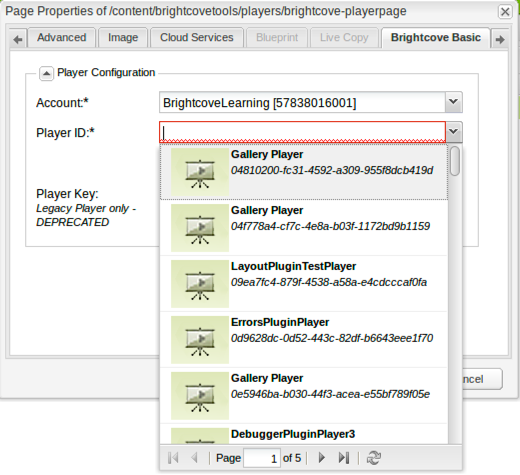 Page Properties of /content/brightcovetools/players/brightcove-playerpage
Advanced Image Cloud Services Blueprint Live Copy Brightcove Basic
Player Configuration
Account:* BrightcoveLearning [57838016001]
Player ID:*
Gallery Player
04810200-fc31-4592-a309-955f8dcb419d
Player Key:
Legacy Player only -
DEPRECATED
Gallery Player
04f778a4-cf7c-4e8a-b03f-1172bd9b1159
LayoutPluginTestPlayer
09ea7fc4-879f-4538-a58a-e4cdcccaf0fa
ErrorsPluginPlayer
0d9628dc-0d52-443c-82df-b6643eee1f70
Gallery Player
0e5946ba-b030-44f3-acea-e55bf789f05e
ncel
DebuggerPluginPlayer3
Page 1 of 5